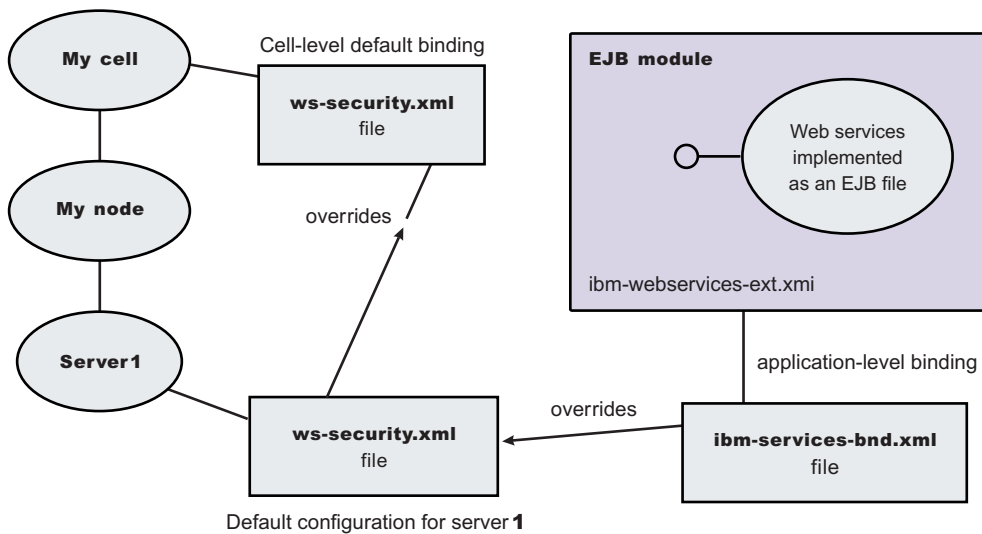 My cell
Cell-level default binding
ws-security.xml
file
EJB module
Web services
implemented
as an EJB file
My node
overrides
ibm-webservices-ext.xmi
Server1
application-level binding
overrides
ws-security.xml
file
ibm-services-bnd.xml
file
Default configuration for server 1